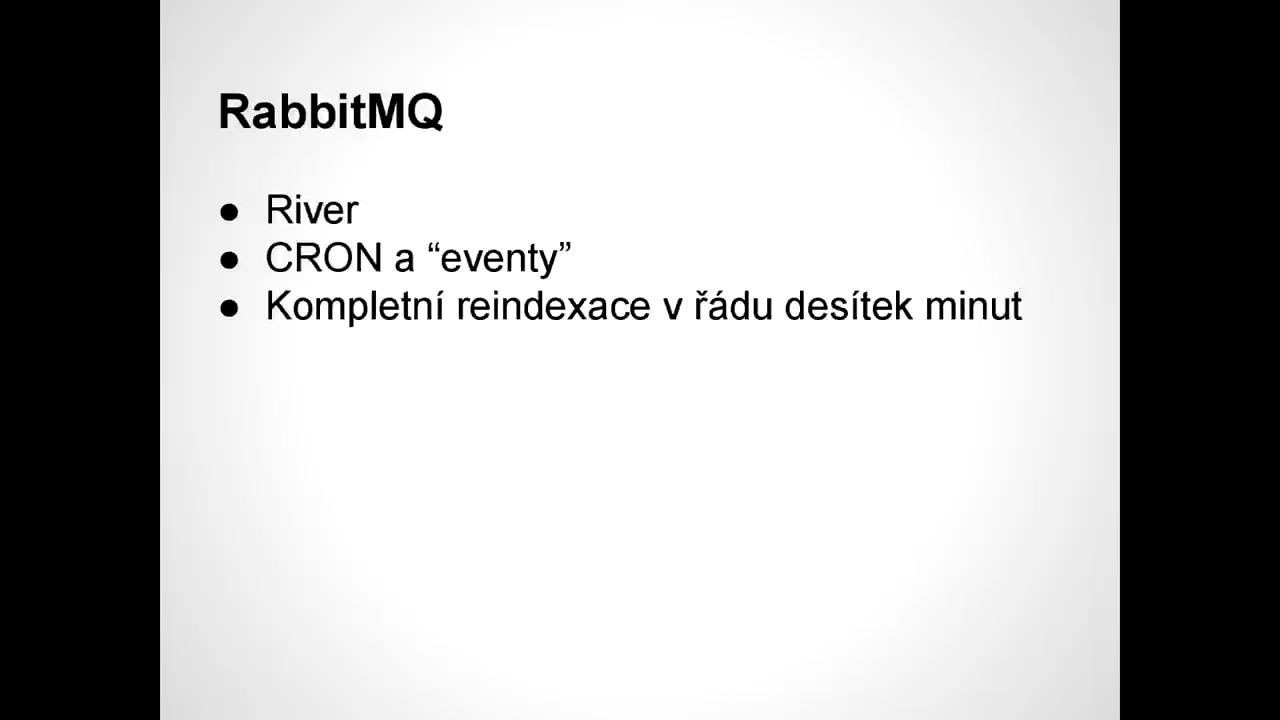 RabbitMQ
● River
● CRON a “eventy”
● Kompletní reindexace v řádu desítek minut